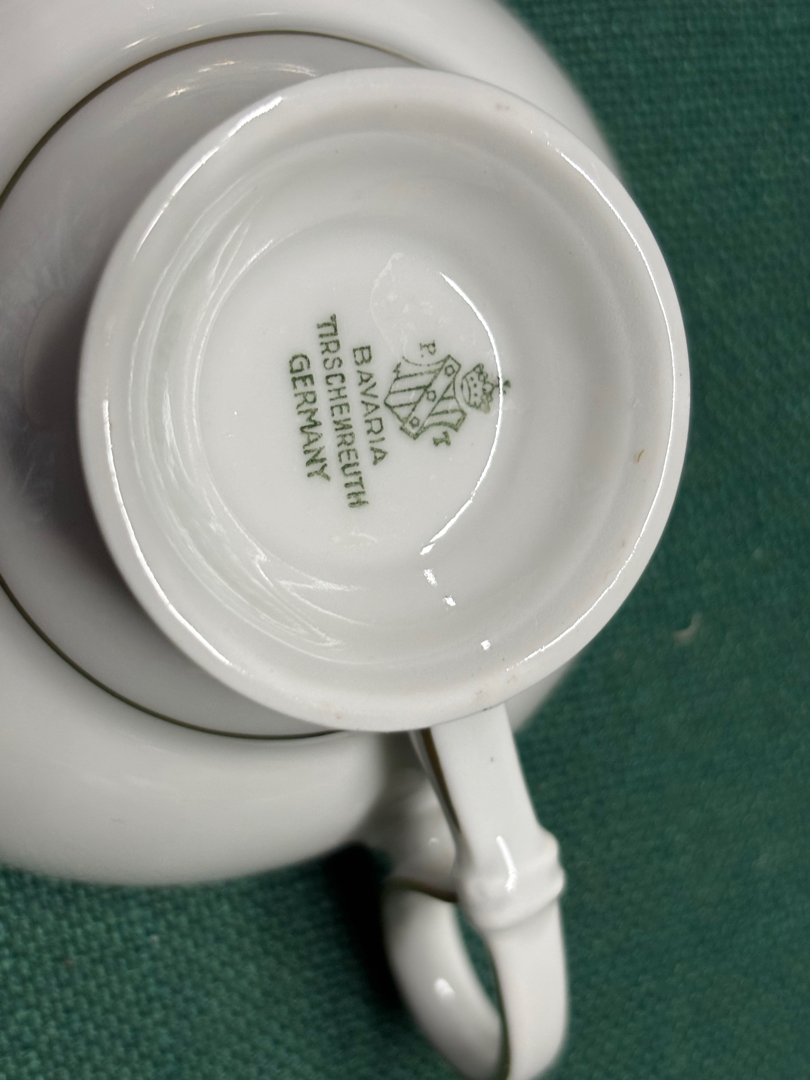 P. T
BAVARIA
TIRSCHENREUTH
GERMANY